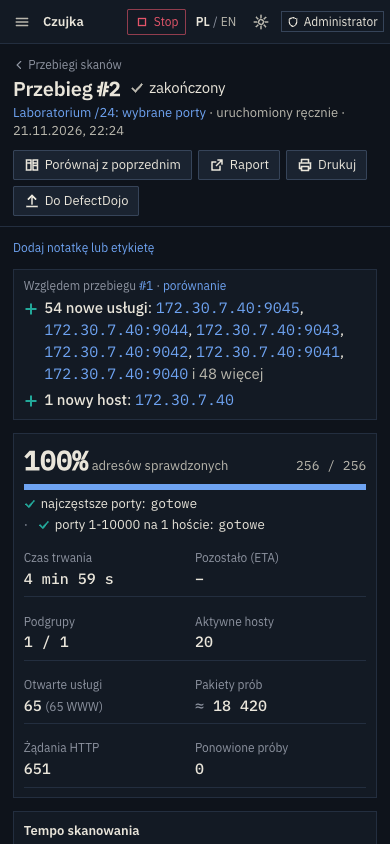 Czujka
Stop
PL / EN
Administrator
Przebiegi skanów
Przebieg #2 zakończony
Laboratorium /24: wybrane porty · uruchomiony ręcznie ·
21.11.2026, 22:24
Porównaj z poprzednim
Raport
Drukuj
Do DefectDojo
Dodaj notatkę lub etykietę
Względem przebiegu #1 · porównanie
54 nowe usługi: 172.30.7.40:9045,
172.30.7.40:9044, 172.30.7.40:9043,
172.30.7.40:9042, 172.30.7.40:9041,
172.30.7.40:9040 i 48 więcej
1 nowy host: 172.30.7.40
100% adresów sprawdzonych 256 / 256
najczęstsze porty: gotowe
· porty 1-10000 na 1 hoście: gotowe
Czas trwania
4 min 59 s
Pozostało (ETA)
–
Podgrupy
1 / 1
Aktywne hosty
20
Otwarte usługi
65 (65 WWW)
Pakiety prób
≈ 18 420
Żądania HTTP
651
Ponowione próby
0
Tempo skanowania